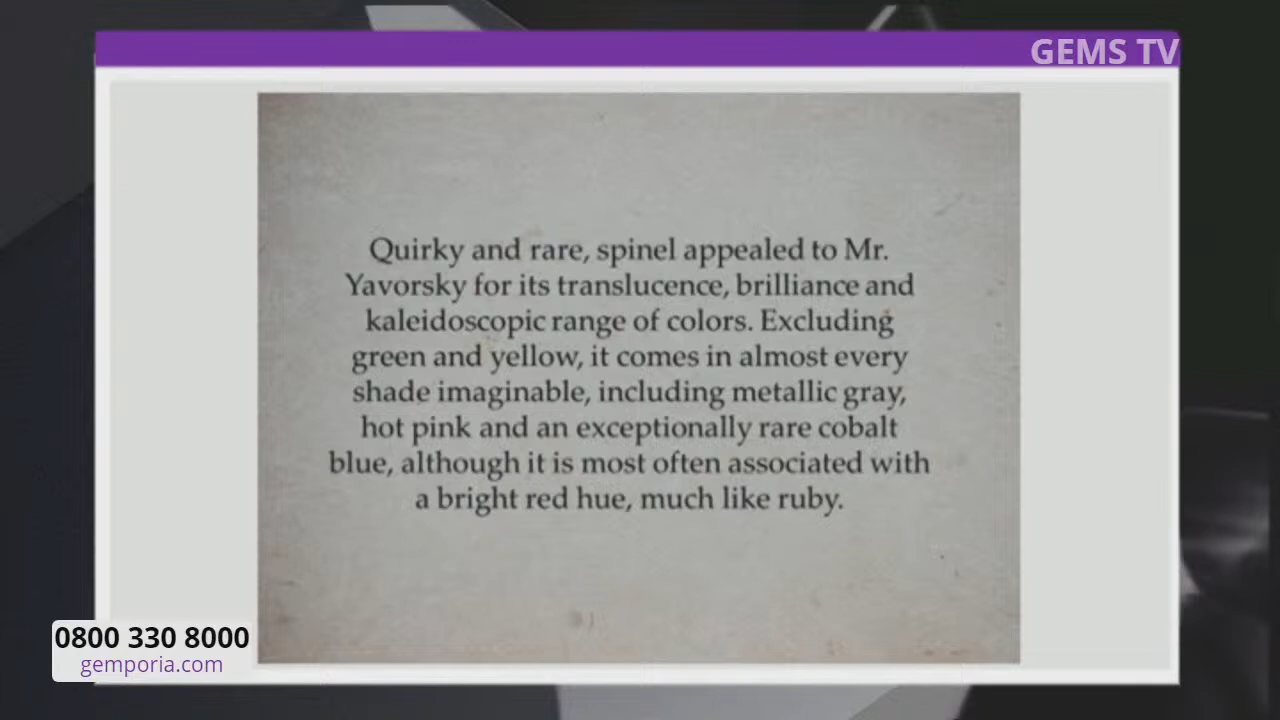 GEMS TV
Quirky and rare, spinel appealed to Mr.
Yavorsky for its translucence, brilliance and
kaleidoscopic range of colors. Excluding
green and yellow, it comes in almost every
shade imaginable, including metallic gray,
hot pink and an exceptionally rare cobalt
blue, although it is most often associated with
a bright red hue, much like ruby.
0800 330 8000
gemporia.com